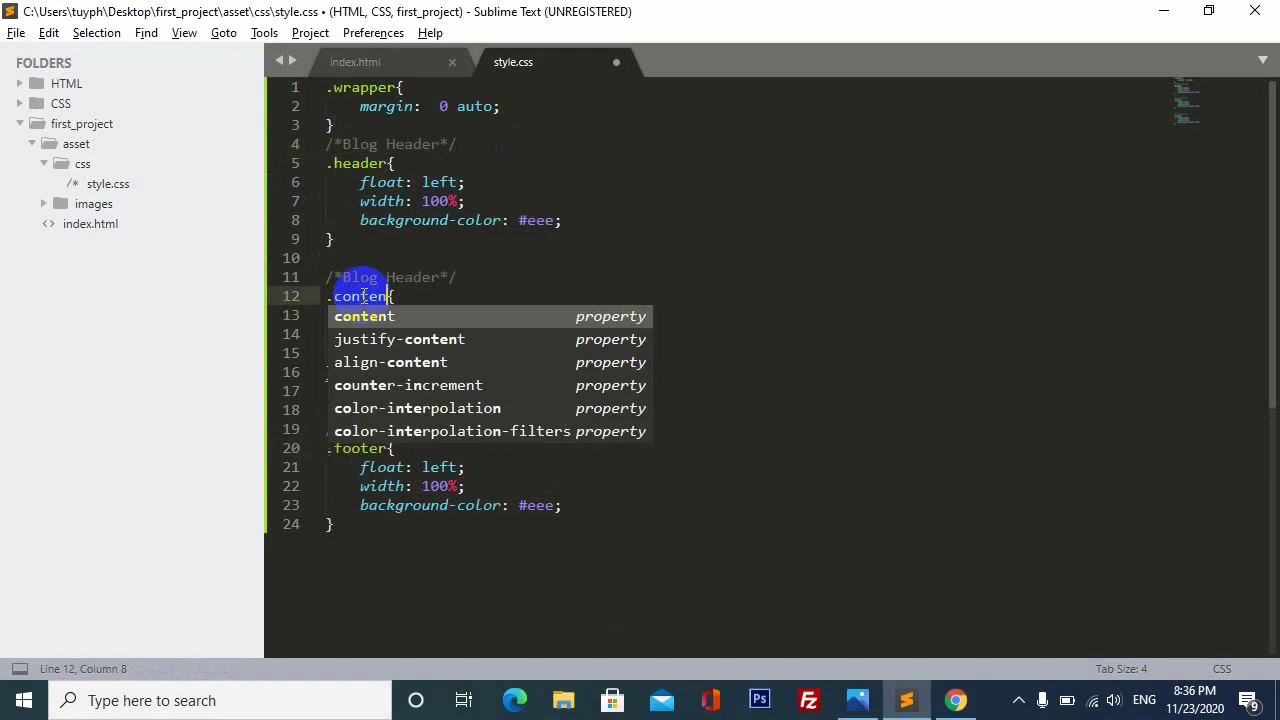 C:\Users\tuyph\Desktop\first_project\asset\css\style.css • (HTML, CSS, first_project) - Sublime Text (UNREGISTERED)
File Edit Selection Find View Goto Tools Project Preferences Help
FOLDERS
HTML
CSS
first_project
asset
css
/* style.css
images
<> index.html
index.html
style.css
1 .wrapper{
2 margin:  0 auto;
3 }
4 /*Blog Header*/
5 .header{
6 float: left;
7 width: 100%;
8 background-color: #eee;
9 }
10
11 /*Blog Header*/
12 .conten{
13
14
15
16
17
18
19
content property
justify-content property
align-content property
counter-increment property
color-interpolation property
color-interpolation-filters property
20 .footer{
21 float: left;
22 width: 100%;
23 background-color: #eee;
24 }
Line 12, Column 8
Tab Size: 4
CSS
Type here to search
ENG
8:36 PM
11/23/2020
9